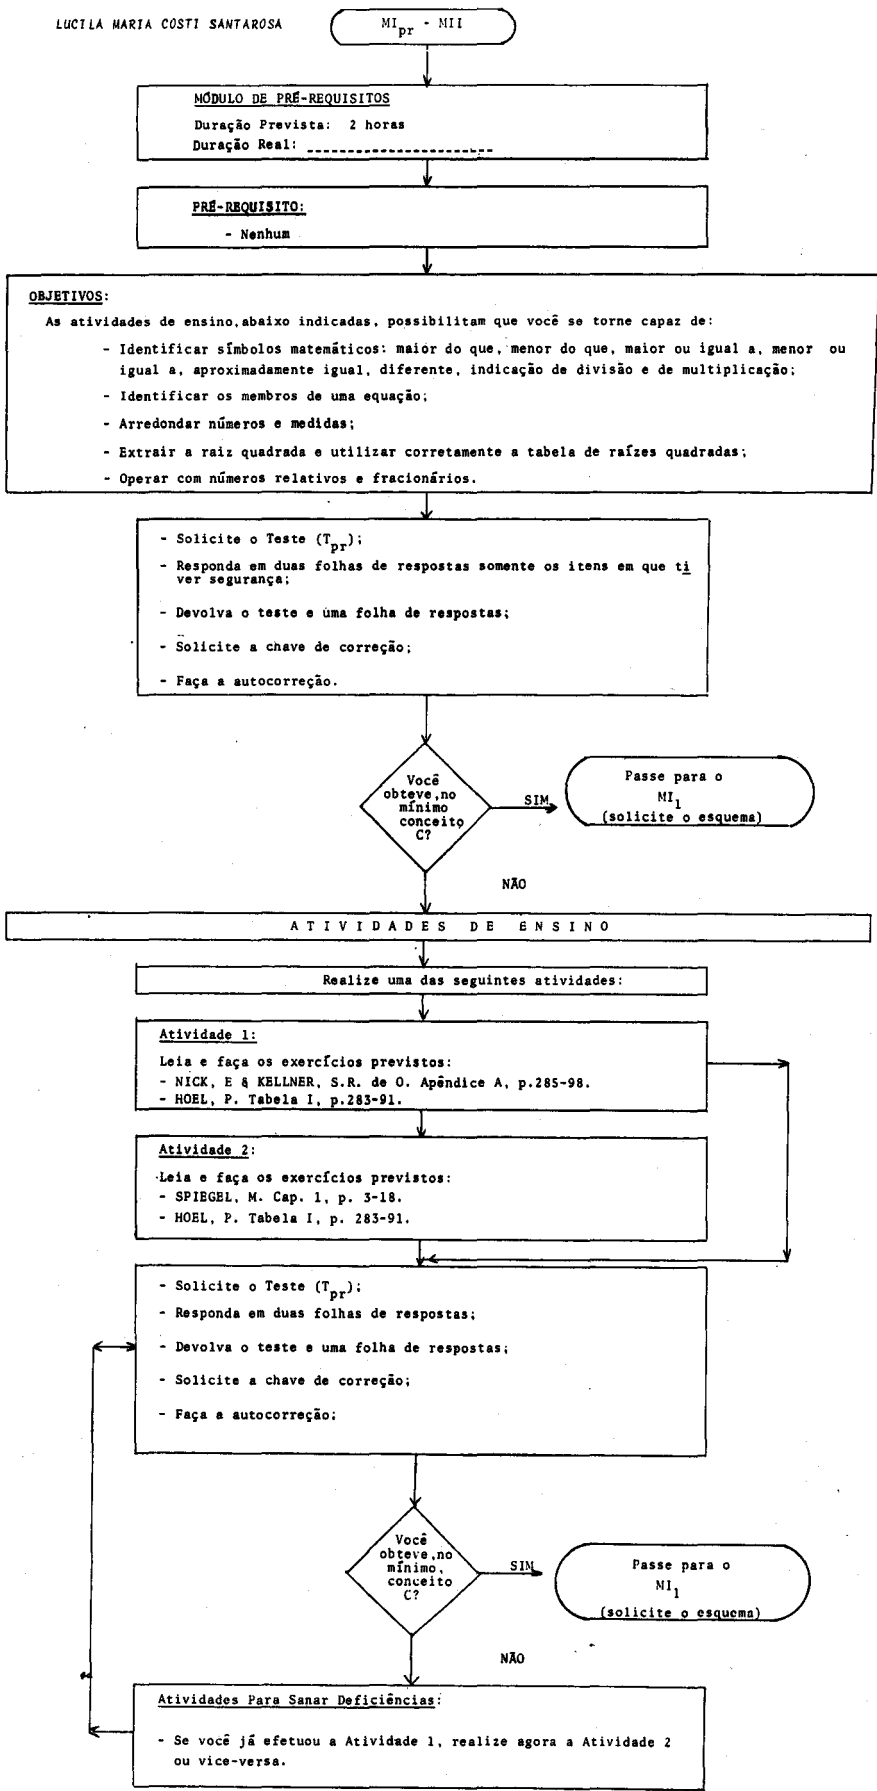 LUCILA MARIA COSTI SANTAROSA
MIpr - MII
MÓDULO DE PRÉ-REQUISITOS
Duração Prevista: 2 horas
Duração Real: -----------------------
PRÉ-REQUISITO:
- Nenhum
OBJETIVOS:
As atividades de ensino,abaixo indicadas, possibilitam que você se torne capaz de:
- Identificar símbolos matemáticos: maior do que, menor do que, maior ou igual a, menor ou
igual a, aproximadamente igual, diferente, indicação de divisão e de multiplicação;
- Identificar os membros de uma equação;
- Arredondar números e medidas;
- Extrair a raiz quadrada e utilizar corretamente a tabela de raízes quadradas;
- Operar com números relativos e fracionários.
- Solicite o Teste (Tpr);
- Responda em duas folhas de respostas somente os itens em que ti
ver segurança;
- Devolva o teste e uma folha de respostas;
- Solicite a chave de correção;
- Faça a autocorreção.
Você
obteve,no
mínimo
conceito
C?
SIM
Passe para o
MI1
(solicite o esquema)
NÃO
ATIVIDADES DE ENSINO
Realize uma das seguintes atividades:
Atividade 1:
Leia e faça os exercícios previstos:
- NICK, E & KELLNER, S.R. de O. Apêndice A, p.285-98.
- HOEL, P. Tabela I, p.283-91.
Atividade 2:
Leia e faça os exercícios previstos:
- SPIEGEL, M. Cap. 1, p. 3-18.
- HOEL, P. Tabela I, p. 283-91.
- Solicite o Teste (Tpr);
- Responda em duas folhas de respostas;
- Devolva o teste e uma folha de respostas;
- Solicite a chave de correção;
- Faça a autocorreção;
Você
obteve,no
mínimo,
conceito
C?
SIM
Passe para o
MI1
(solicite o esquema)
NÃO
Atividades Para Sanar Deficiências:
- Se você já efetuou a Atividade 1, realize agora a Atividade 2
ou vice-versa.